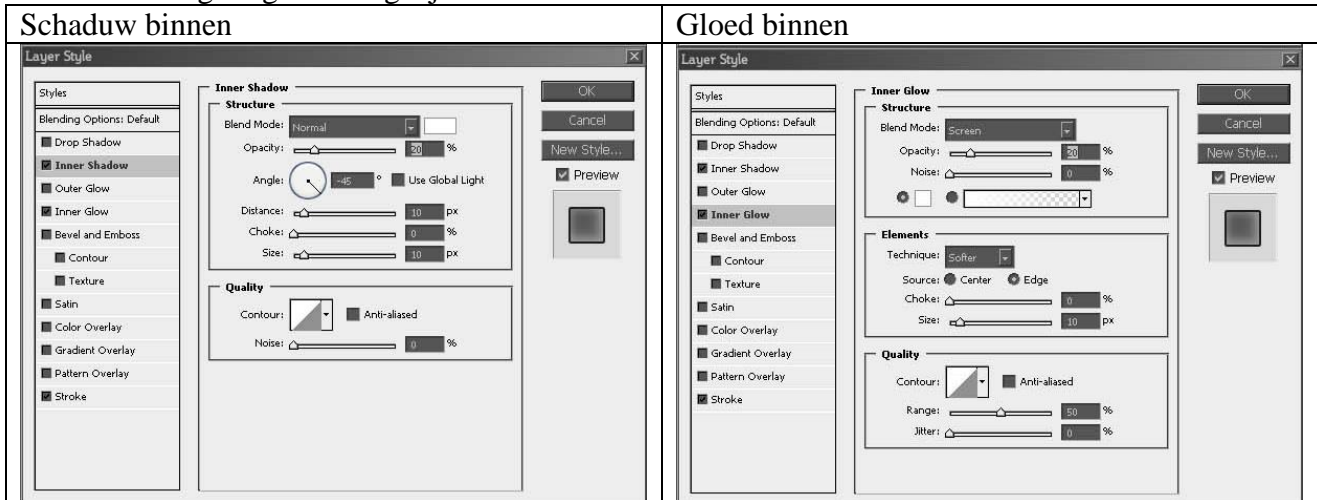 Schaduw binnen
Layer Style
Styles
Blending Options: Default
Drop Shadow
Inner Shadow
Outer Glow
Inner Glow
Bevel and Emboss
Contour
Texture
Satin
Color Overlay
Gradient Overlay
Pattern Overlay
Stroke
Inner Shadow
Structure
Blend Mode: Normal
Opacity: 20 %
Angle: -45 ° Use Global Light
Distance: 10 px
Choke: 0 %
Size: 10 px
Quality
Contour: Anti-aliased
Noise: 0 %
OK
Cancel
New Style...
Preview
Gloed binnen
Layer Style
Styles
Blending Options: Default
Drop Shadow
Inner Shadow
Outer Glow
Inner Glow
Bevel and Emboss
Contour
Texture
Satin
Color Overlay
Gradient Overlay
Pattern Overlay
Stroke
Inner Glow
Structure
Blend Mode: Screen
Opacity: 20 %
Noise: 0 %
Elements
Technique: Softer
Source: Center Edge
Choke: 0 %
Size: 10 px
Quality
Contour: Anti-aliased
Range: 50 %
Jitter: 0 %
OK
Cancel
New Style...
Preview